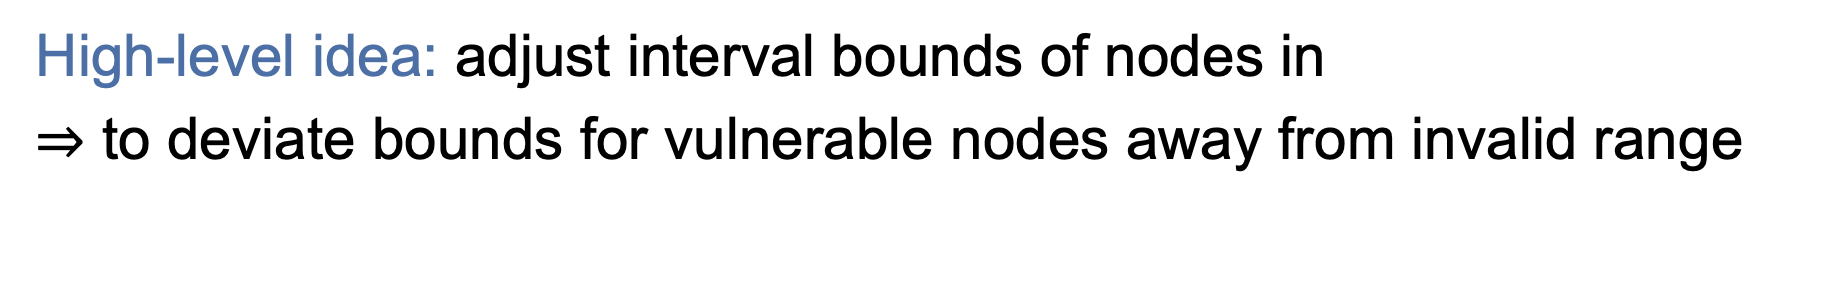 High-level idea: adjust interval bounds of nodes in
⇒ to deviate bounds for vulnerable nodes away from invalid range